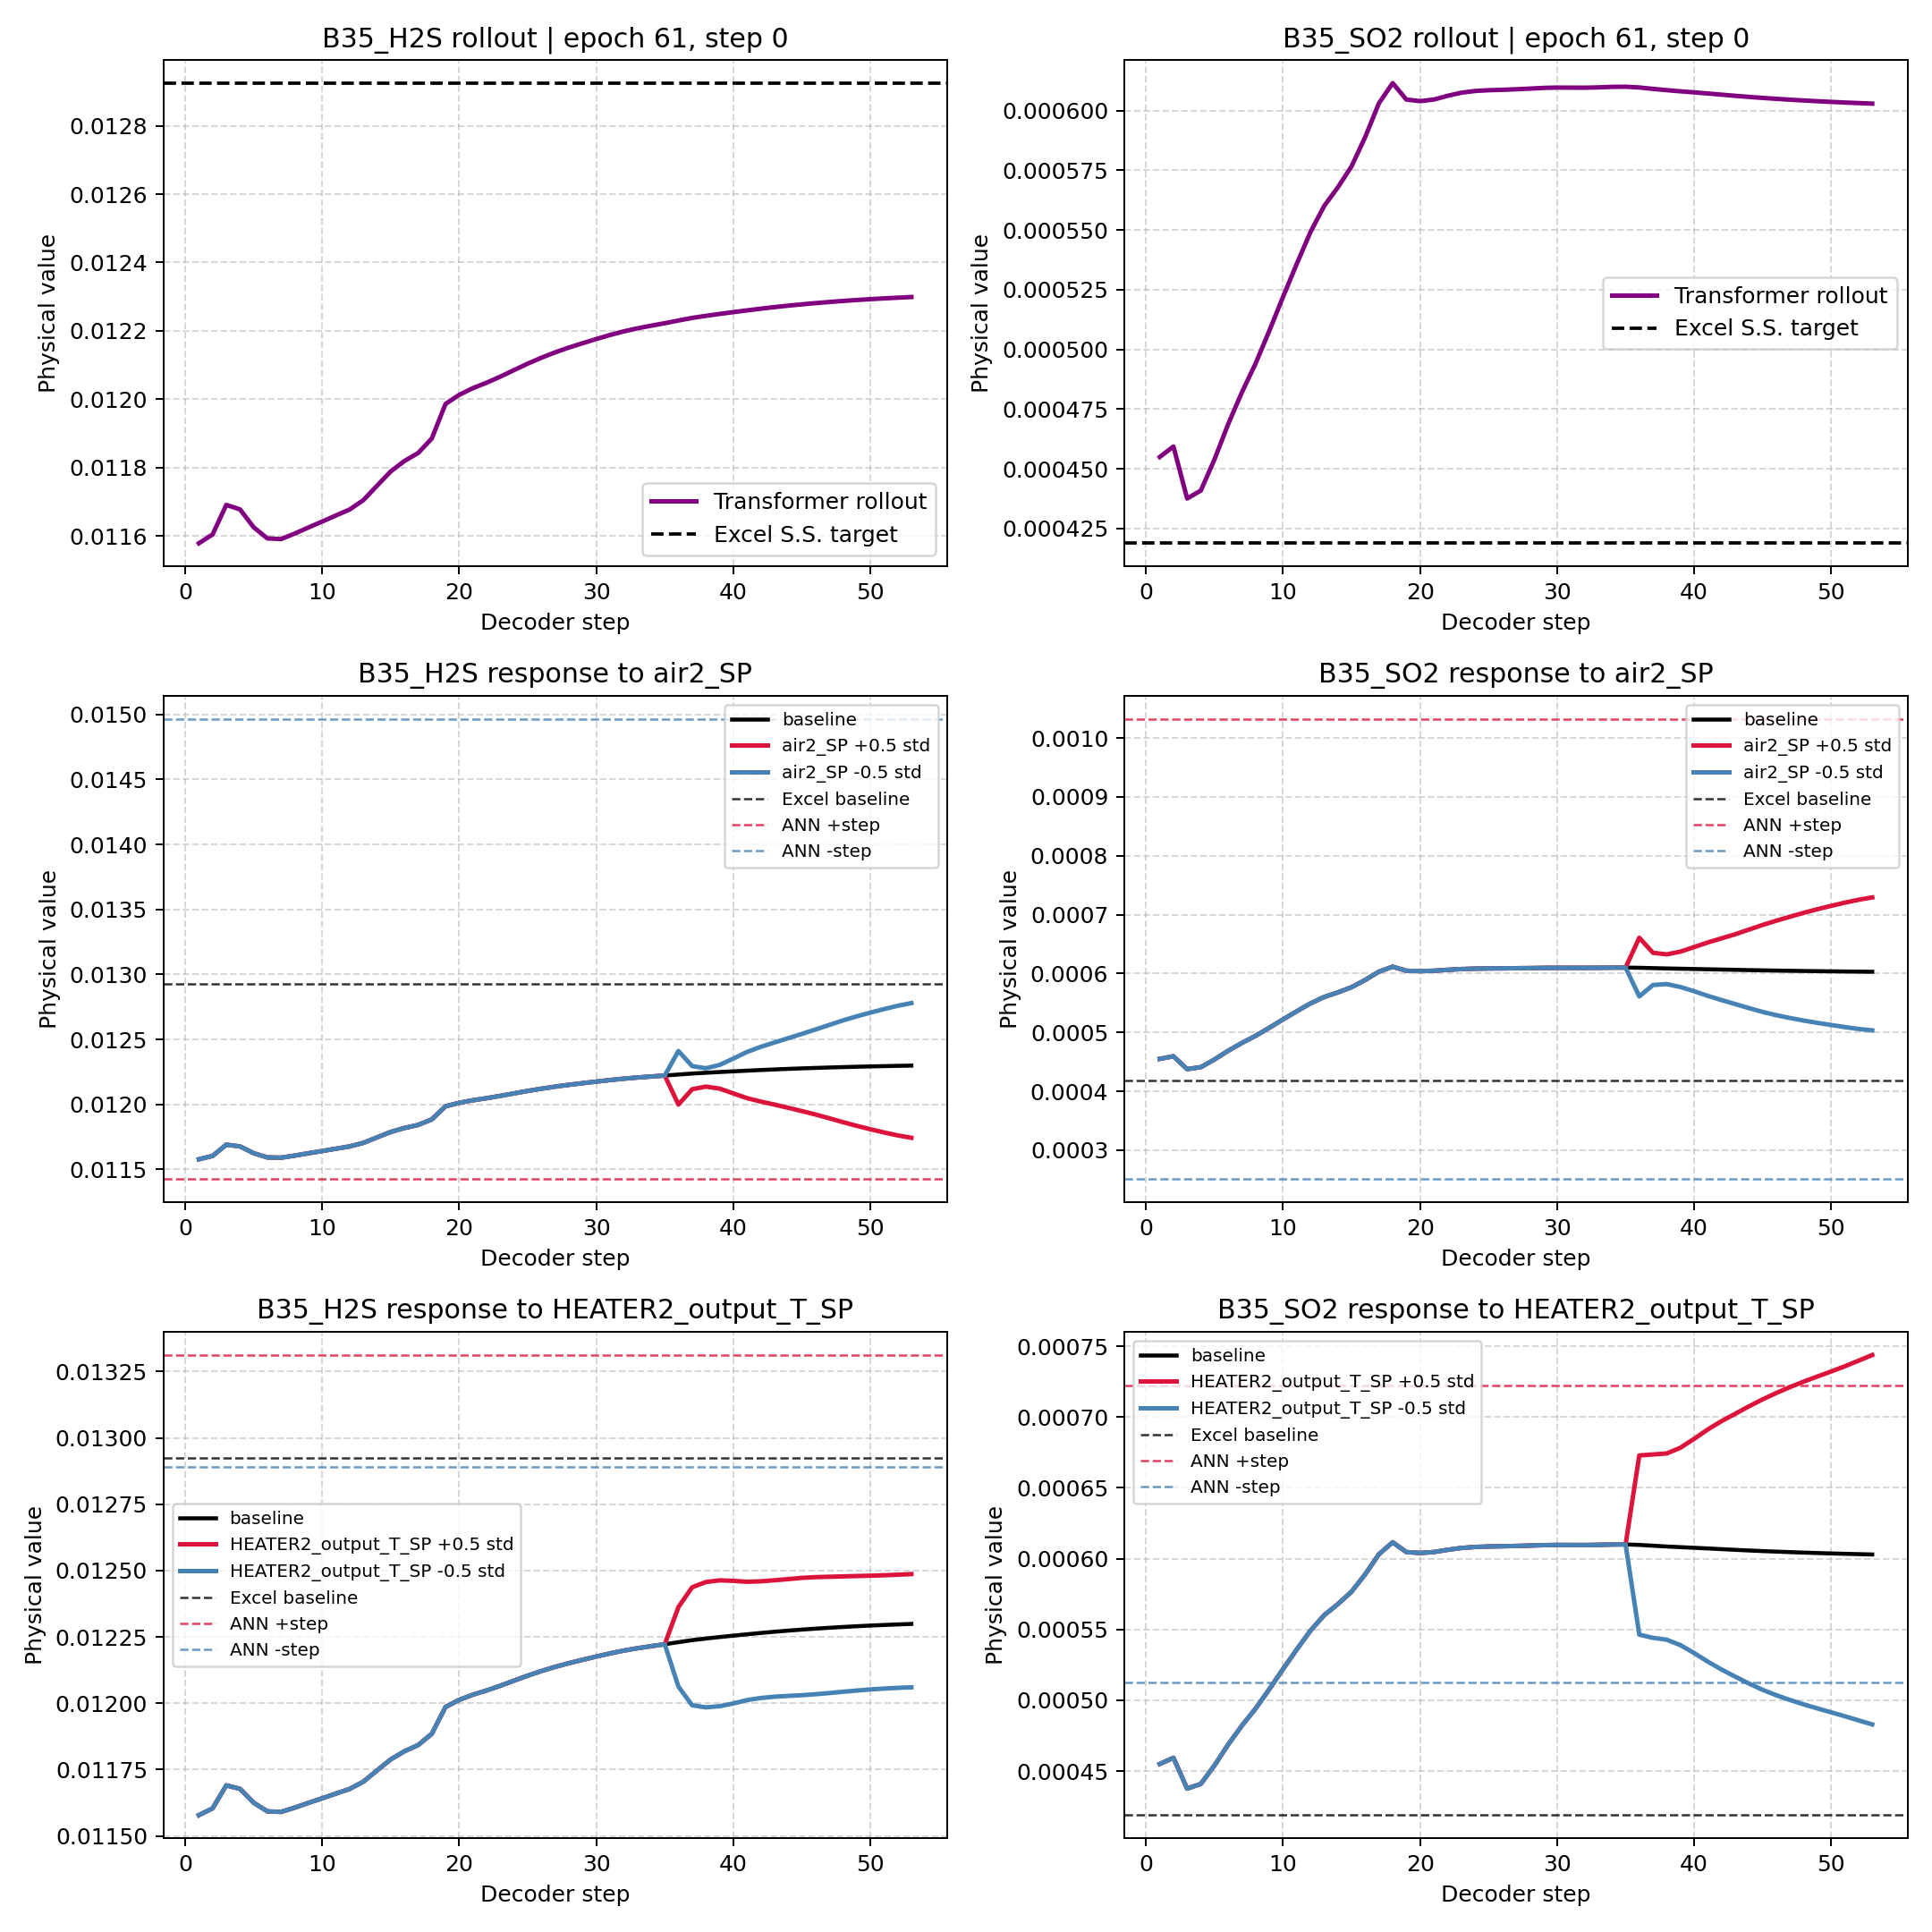 B35_H2S rollout | epoch 61, step 0
Physical value
0.0128
0.0126
0.0124
0.0122
0.0120
0.0118
0.0116
Transformer rollout
Excel S.S. target
0 10 20 30 40 50
Decoder step
B35_SO2 rollout | epoch 61, step 0
Physical value
0.000600
0.000575
0.000550
0.000525
0.000500
0.000475
0.000450
0.000425
Transformer rollout
Excel S.S. target
0 10 20 30 40 50
Decoder step
B35_H2S response to air2_SP
Physical value
0.0150
0.0145
0.0140
0.0135
0.0130
0.0125
0.0120
0.0115
baseline
air2_SP +0.5 std
air2_SP -0.5 std
Excel baseline
ANN +step
ANN -step
0 10 20 30 40 50
Decoder step
B35_SO2 response to air2_SP
Physical value
0.0010
0.0009
0.0008
0.0007
0.0006
0.0005
0.0004
0.0003
baseline
air2_SP +0.5 std
air2_SP -0.5 std
Excel baseline
ANN +step
ANN -step
0 10 20 30 40 50
Decoder step
B35_H2S response to HEATER2_output_T_SP
Physical value
0.01325
0.01300
0.01275
0.01250
0.01225
0.01200
0.01175
0.01150
baseline
HEATER2_output_T_SP +0.5 std
HEATER2_output_T_SP -0.5 std
Excel baseline
ANN +step
ANN -step
0 10 20 30 40 50
Decoder step
B35_SO2 response to HEATER2_output_T_SP
Physical value
0.00075
0.00070
0.00065
0.00060
0.00055
0.00050
0.00045
baseline
HEATER2_output_T_SP +0.5 std
HEATER2_output_T_SP -0.5 std
Excel baseline
ANN +step
ANN -step
0 10 20 30 40 50
Decoder step